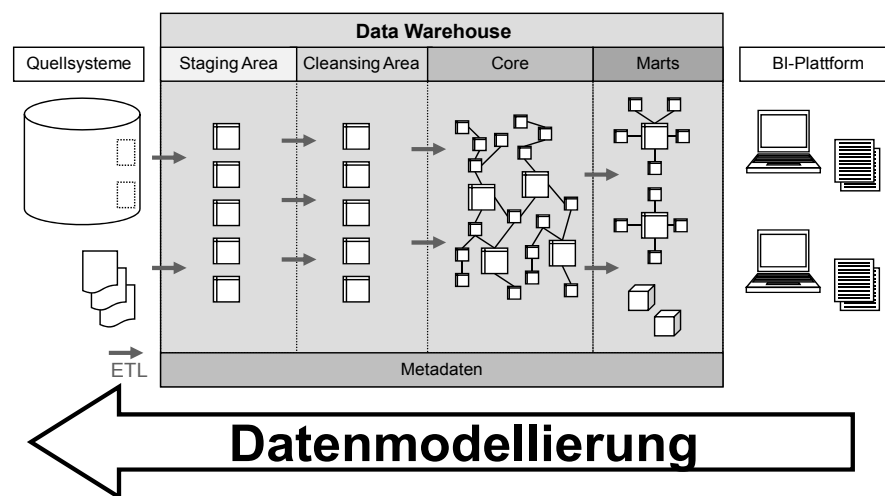 Data Warehouse
Quellsysteme
Staging Area
Cleansing Area
Core
Marts
BI-Plattform
ETL
Metadaten
Datenmodellierung